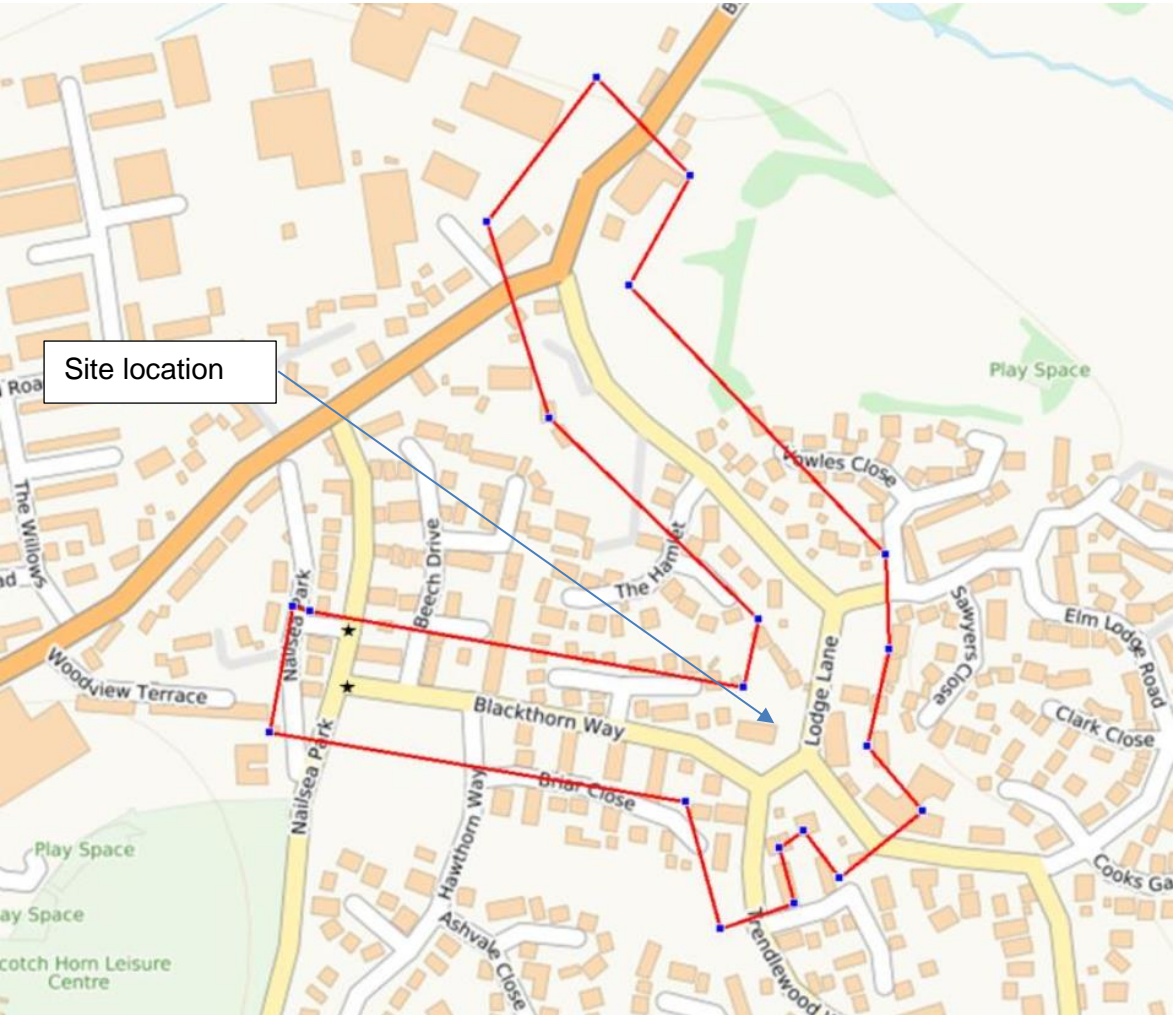 B
Play Space
Site location
Vowles Close
The Willows
Beech Drive
The Hamlet
Nailsea Park
Sawyers Close
Elm Lodge Road
Woodview Terrace
Blackthorn Way
Lodge Lane
Clark Close
Nailsea Park
Briar Close
Hawthorn Way
Play Space
Cooks Ga
ay Space
Ashvale Close
Trendlewood W
cotch Horn Leisure
Centre